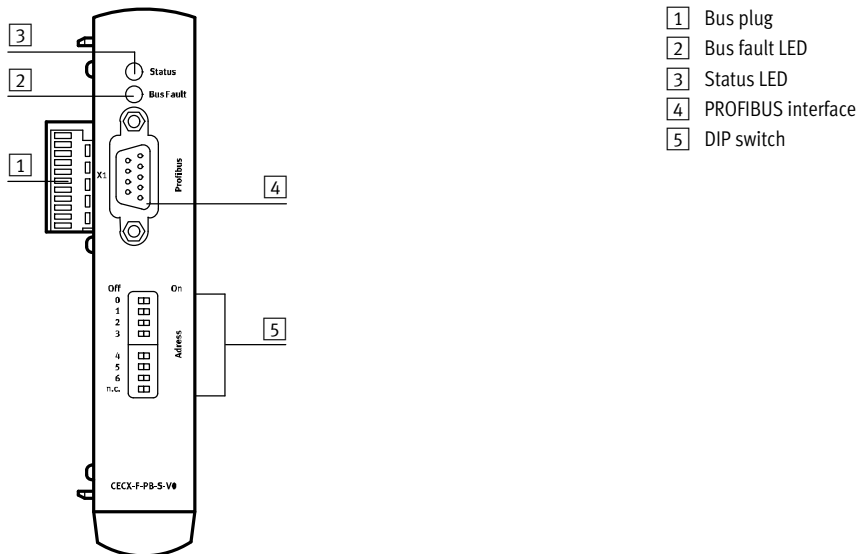 3
Status
2
Bus Fault
1
X1
Profibus
4
Off On
0
1
2
3
Adress
5
4
5
6
n.c.
CECX-F-PB-S-V0
1 Bus plug
2 Bus fault LED
3 Status LED
4 PROFIBUS interface
5 DIP switch